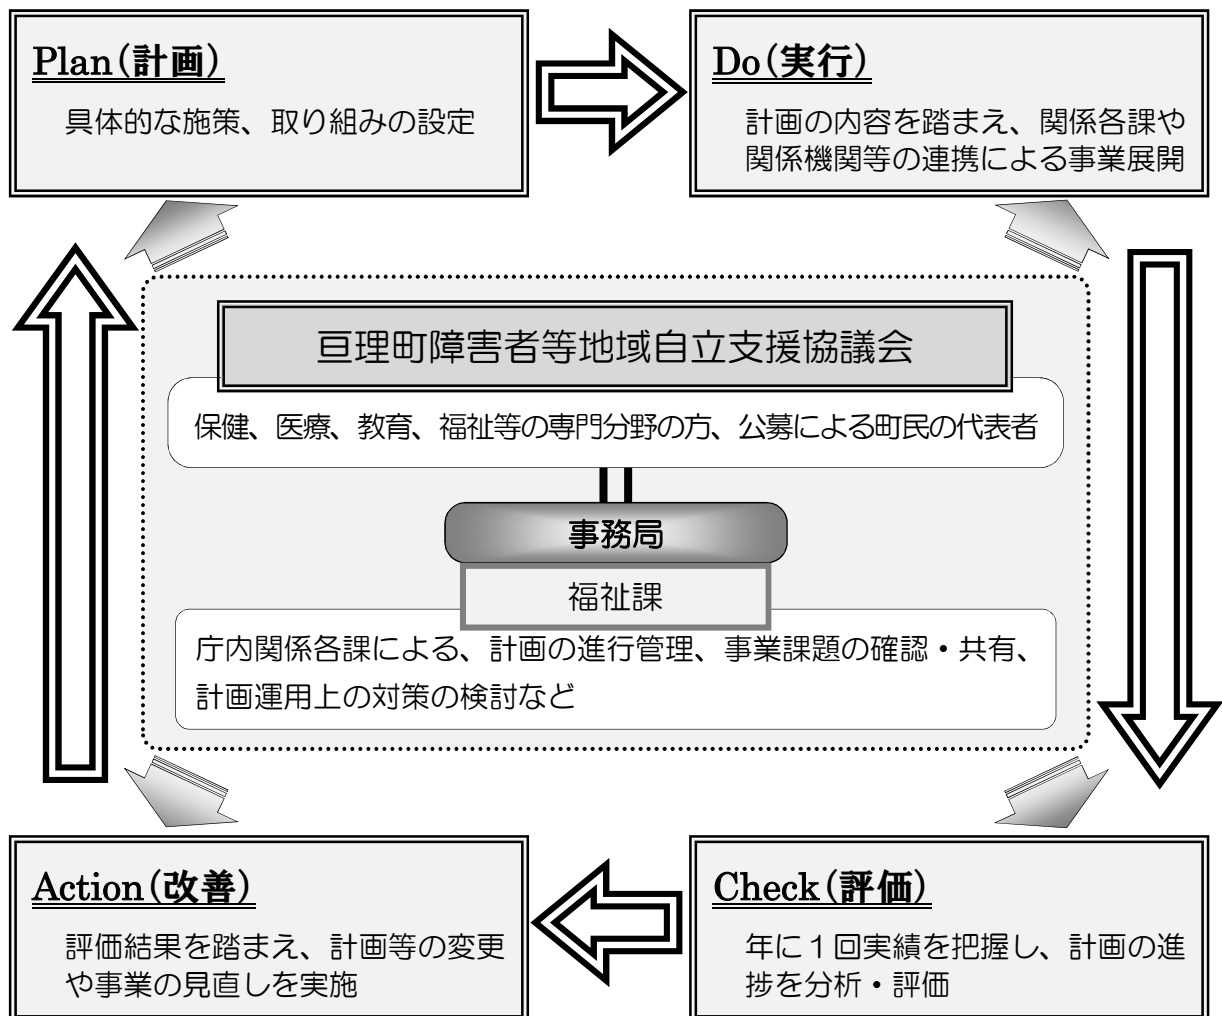 Plan(計画)
具体的な施策、取り組みの設定
Do(実行)
計画の内容を踏まえ、関係各課や
関係機関等の連携による事業展開
亘理町障害者等地域自立支援協議会
保健、医療、教育、福祉等の専門分野の方、公募による町民の代表者
事務局
福祉課
庁内関係各課による、計画の進行管理、事業課題の確認・共有、
計画運用上の対策の検討など
Action(改善)
評価結果を踏まえ、計画等の変更
や事業の見直しを実施
Check(評価)
年に１回実績を把握し、計画の進
捗を分析・評価